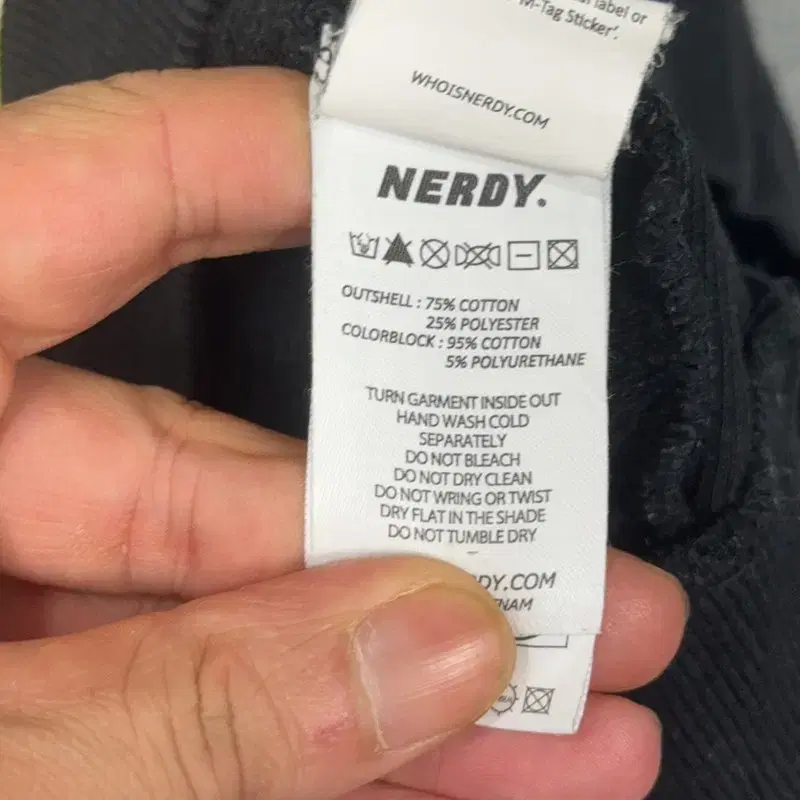 label or
'M-Tag Sticker'.
WHOISNERDY.COM
NERDY.
OUTSHELL : 75% COTTON
25% POLYESTER
COLORBLOCK : 95% COTTON
5% POLYURETHANE
TURN GARMENT INSIDE OUT
HAND WASH COLD
SEPARATELY
DO NOT BLEACH
DO NOT DRY CLEAN
DO NOT WRING OR TWIST
DRY FLAT IN THE SHADE
DO NOT TUMBLE DRY